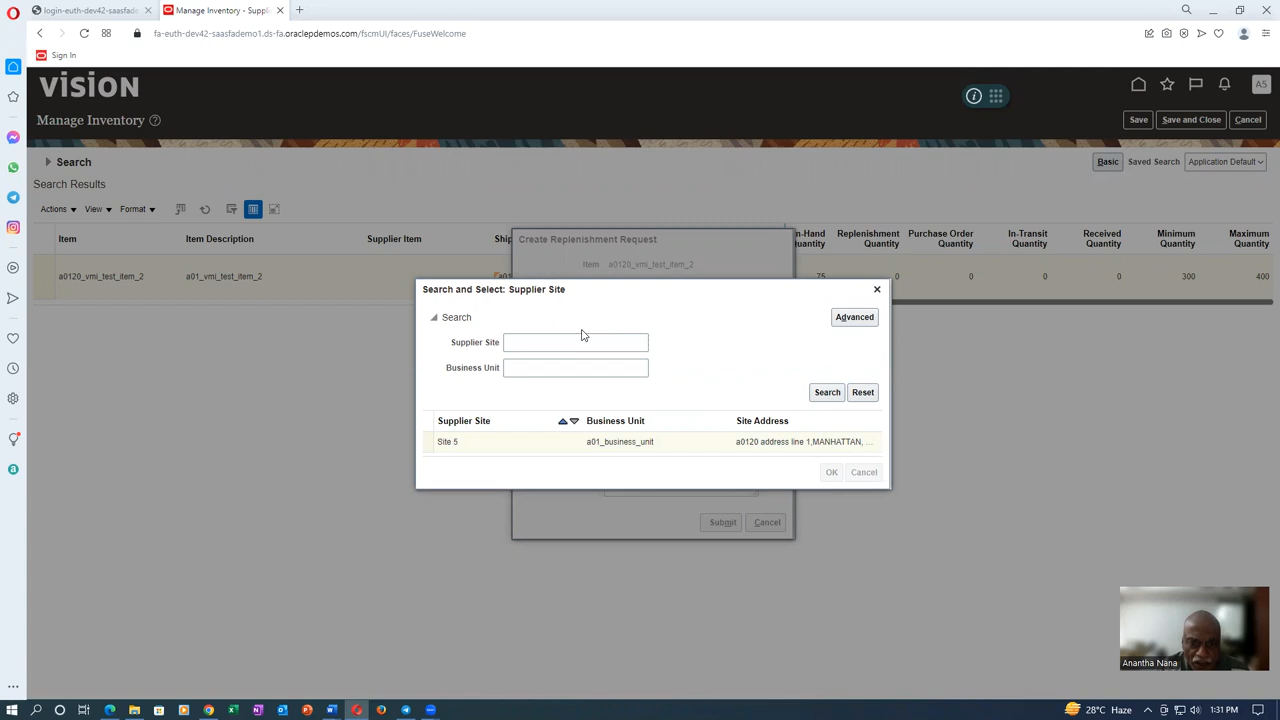 login-euth-dev42-saasfade
Manage Inventory - Suppli
fa-euth-dev42-saasfademo1.ds-fa.oraclepdemos.com/fscmUI/faces/FuseWelcome
Sign In
vision
A5
Manage Inventory
Save
Save and Close
Cancel
Search
Basic
Saved Search
Application Default
Search Results
Actions
View
Format
Item
Item Description
Supplier Item
Ship
n-Hand
Quantity
Replenishment
Quantity
Purchase Order
Quantity
In-Transit
Quantity
Received
Quantity
Minimum
Quantity
Maximum
Quantity
a0120_vmi_test_item_2
a01_vmi_test_item_2
75
0
0
0
0
300
400
Create Replenishment Request
Item a0120_vmi_test_item_2
Search and Select: Supplier Site
Search
Advanced
Supplier Site
Business Unit
Search
Reset
Supplier Site
Business Unit
Site Address
Site 5
a01_business_unit
a0120 address line 1,MANHATTAN, ...
OK
Cancel
Submit
Cancel
Anantha Nana
28°C Haze
1:31 PM